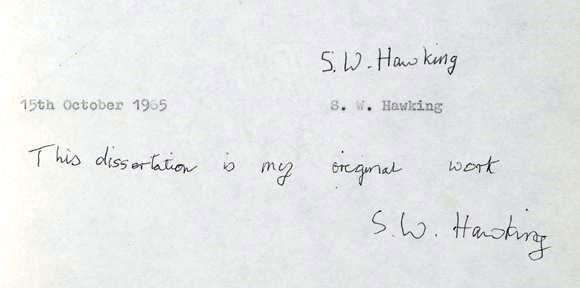 S. W. Hawking
15th October 1965 S. W. Hawking
This dissertation is my original work
S. W. Hawking